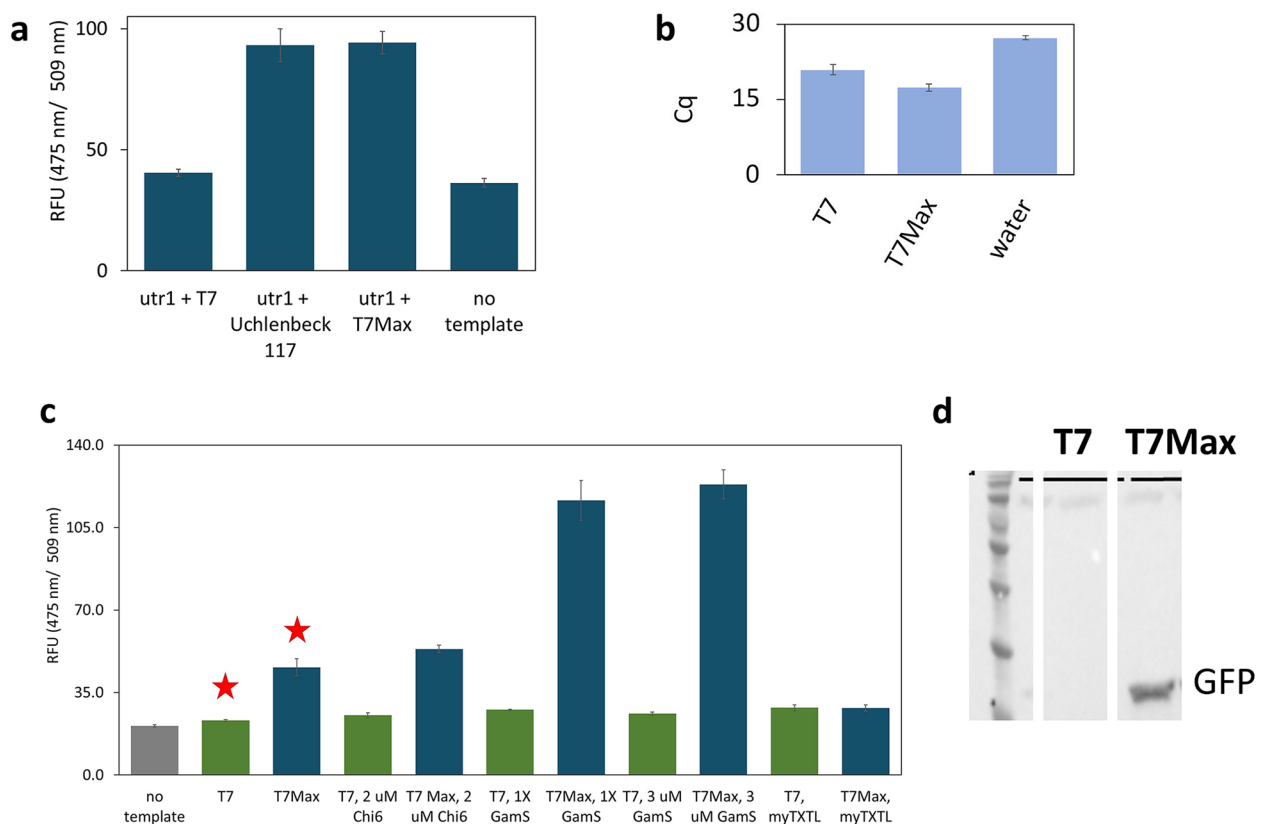 a
RFU (475 nm/ 509 nm)
100
50
0
utr1 + T7
utr1 +
Uchlenbeck
117
utr1 +
T7Max
no
template
b
Cq
30
15
0
T7
T7Max
water
c
RFU (475 nm/ 509 nm)
140.0
105.0
70.0
35.0
0.0
no
template
T7
T7Max
T7, 2 uM
Chi6
T7 Max, 2
uM Chi6
T7, 1X
GamS
T7Max, 1X
GamS
T7, 3 uM
GamS
T7Max, 3
uM GamS
T7,
myTXTL
T7Max,
myTXTL
d
T7
T7Max
GFP